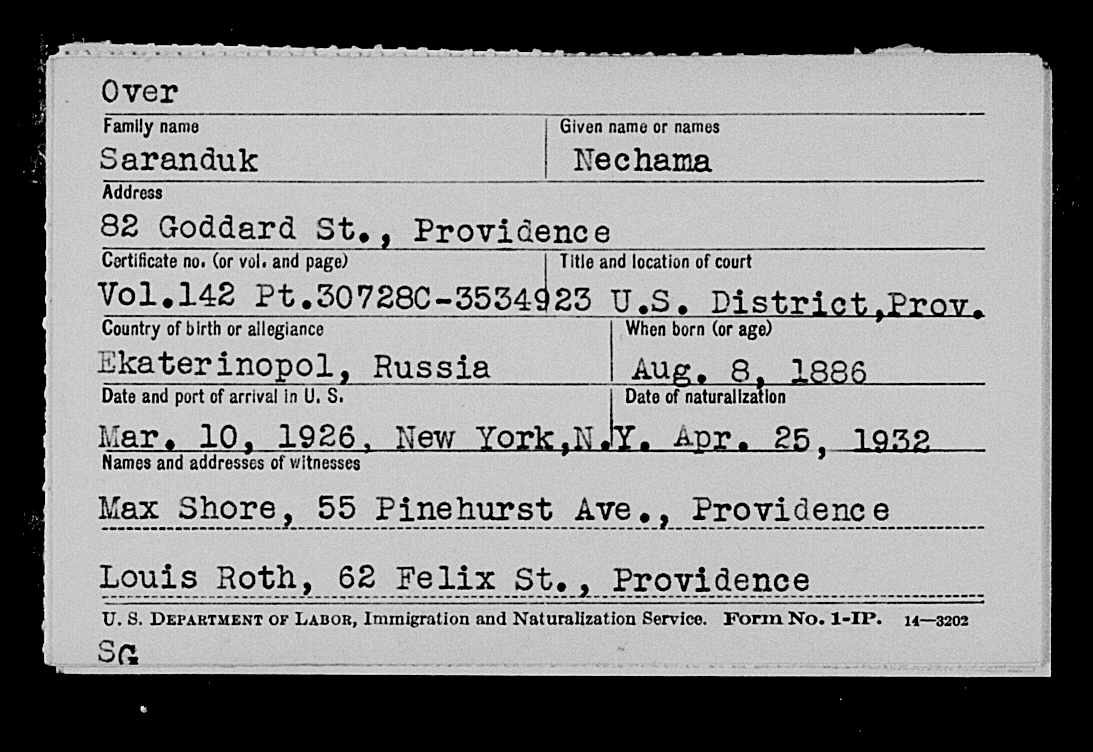 Over
Family name Given name or names
Saranduk Nechama
Address
82 Goddard St., Providence
Certificate no. (or vol. and page) Title and location of court
Vol.142 Pt.30728C-3534923 U.S. District,Prov.
Country of birth or allegiance When born (or age)
Ekaterinopol, Russia Aug. 8, 1886
Date and port of arrival in U. S. Date of naturalization
Mar. 10, 1926, New York,N.Y. Apr. 25, 1932
Names and addresses of witnesses
Max Shore, 55 Pinehurst Ave., Providence
Louis Roth, 62 Felix St., Providence
U. S. DEPARTMENT OF LABOR, Immigration and Naturalization Service. Form No. 1-IP. 14—3202
SG